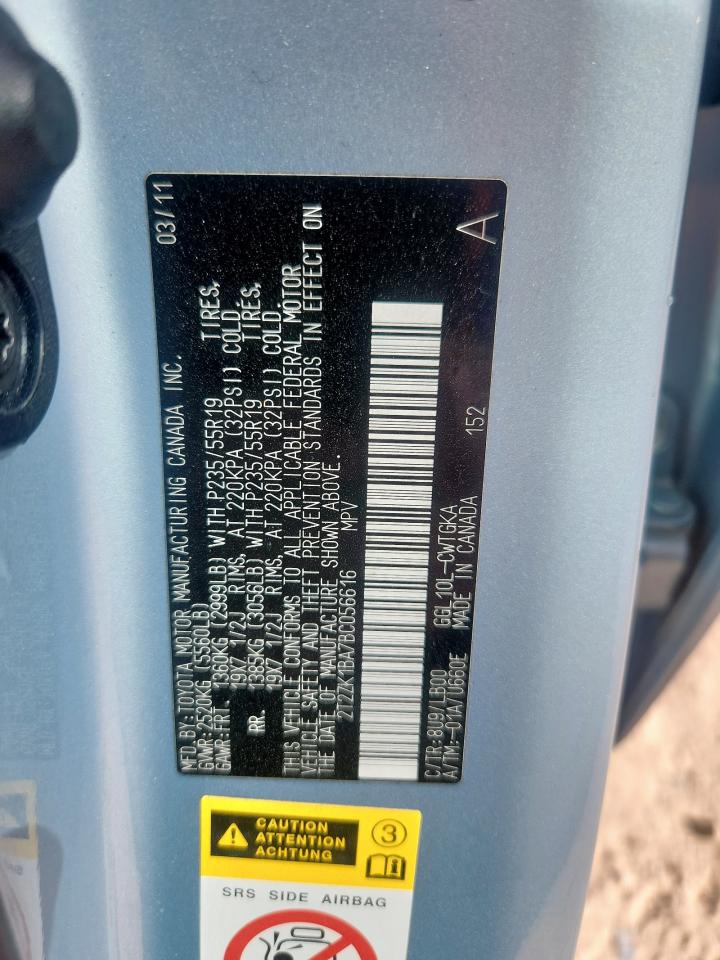 MFD. BY: TOYOTA MOTOR MANUFACTURING CANADA INC. 03/11
GVWR: 2520KG (5560LB)
GAWR: FRT. 1360KG (2999LB) WITH P235/55R19 TIRES,
19X7 1/2J RIMS, AT 220KPA (32PSI) COLD.
RR. 1385KG (3056LB) WITH P235/55R19 TIRES,
19X7 1/2J RIMS, AT 220KPA (32PSI) COLD.
THIS VEHICLE CONFORMS TO ALL APPLICABLE FEDERAL MOTOR
VEHICLE SAFETY AND THEFT PREVENTION STANDARDS IN EFFECT ON
THE DATE OF MANUFACTURE SHOWN ABOVE.
2T2ZK1BA7BC056616 MPV
A
C/TR: 8U9/LB00 GGL10L-CWTGKA
A/TM: -01A/U660E MADE IN CANADA 152
CAUTION
ATTENTION
ACHTUNG
3
SRS SIDE AIRBAG